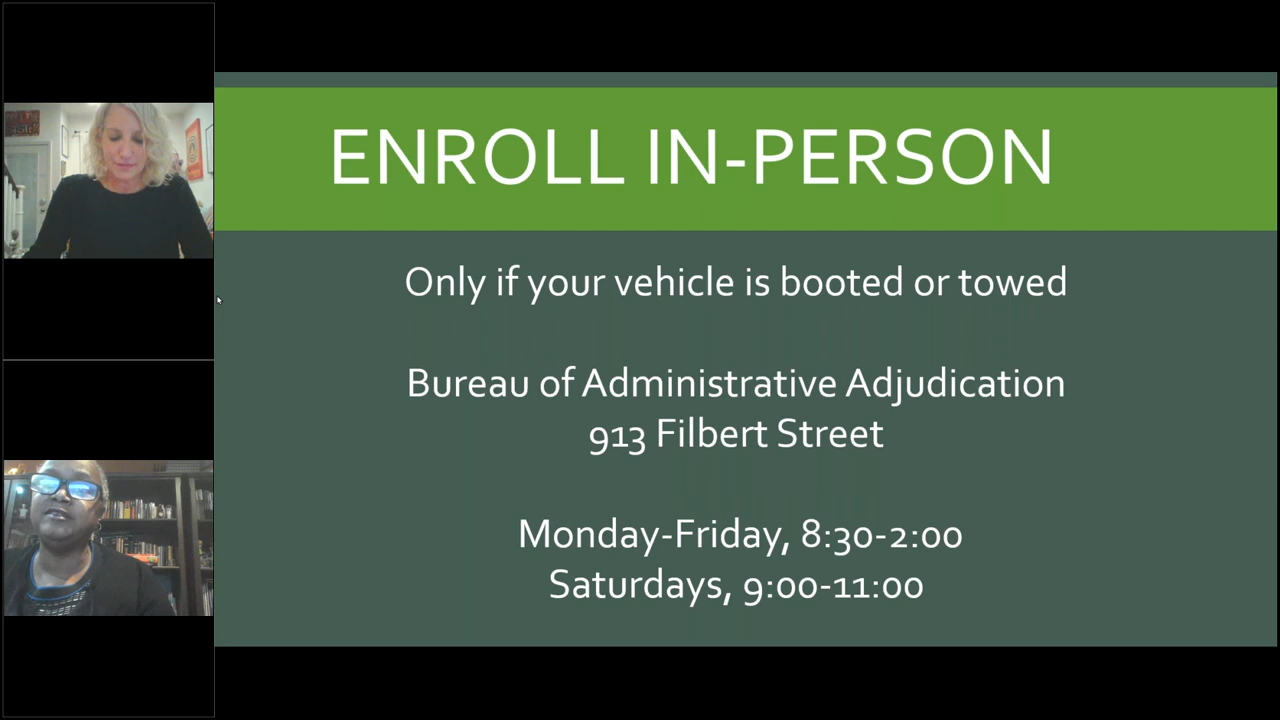 ENROLL IN-PERSON
Only if your vehicle is booted or towed
Bureau of Administrative Adjudication
913 Filbert Street
Monday-Friday, 8:30-2:00
Saturdays, 9:00-11:00